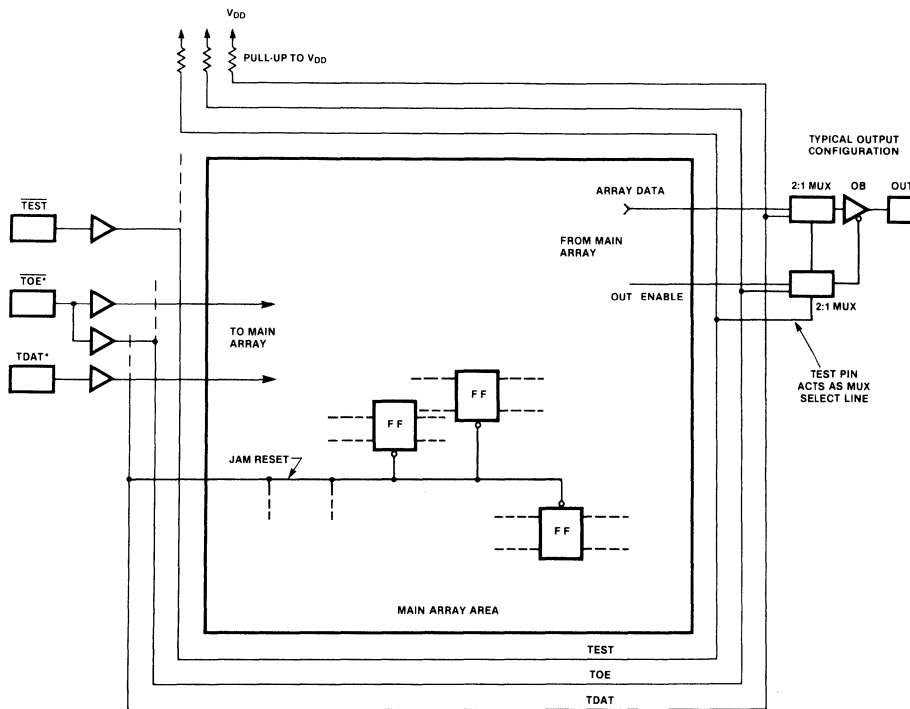 VDD
PULL-UP TO VDD
TYPICAL OUTPUT
CONFIGURATION
2:1 MUX
OB
OUT
ARRAY DATA
TEST
FROM MAIN
ARRAY
TOE*
OUT ENABLE
2:1 MUX
TO MAIN
ARRAY
TDAT*
TEST PIN
ACTS AS MUX
SELECT LINE
FF
FF
JAM RESET
FF
MAIN ARRAY AREA
TEST
TOE
TDAT